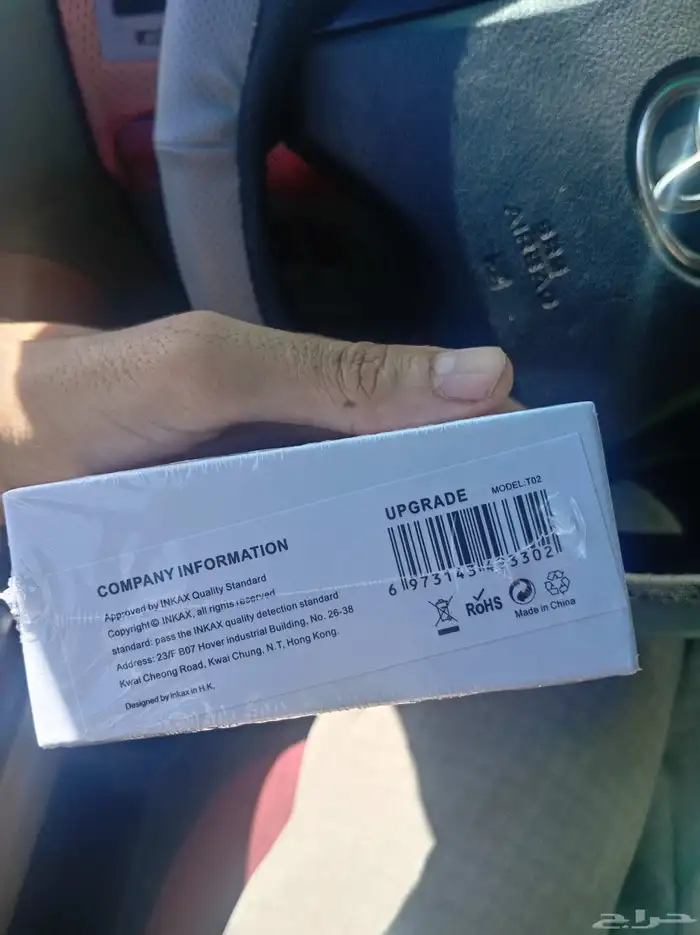 SRS
AIRBAG
UPGRADE
MODEL:T02
COMPANY INFORMATION
Approved by INKAX Quality Standard
Copyright© INKAX, all rights reserved
standard: pass the INKAX quality detection standard
Address: 23/F B07 Hover industrial Building, No. 26-38
Kwai Cheong Road, Kwai Chung, N.T, Hong Kong.
Designed by Inkax in H.K.
RoHS
Made in China
حراج